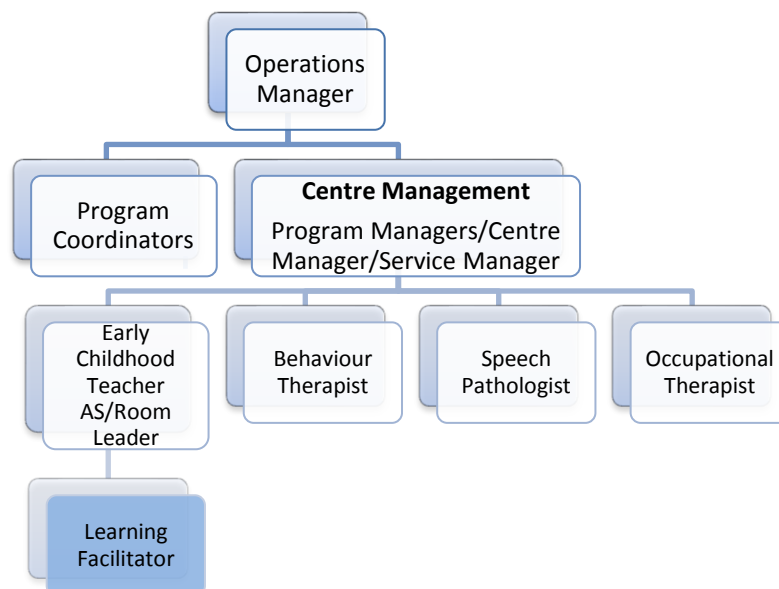 Operations
Manager
Program
Coordinators
Centre Management
Program Managers/Centre
Manager/Service Manager
Early
Childhood
Teacher
AS/Room
Leader
Behaviour
Therapist
Speech
Pathologist
Occupational
Therapist
Learning
Facilitator